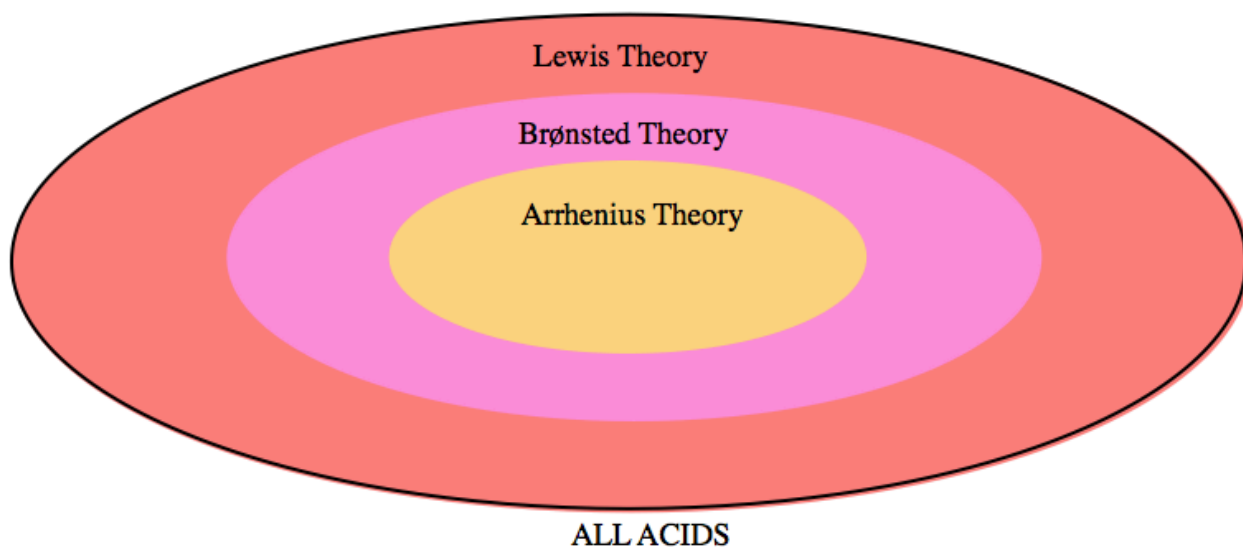 Lewis Theory
Brønsted Theory
Arrhenius Theory
ALL ACIDS